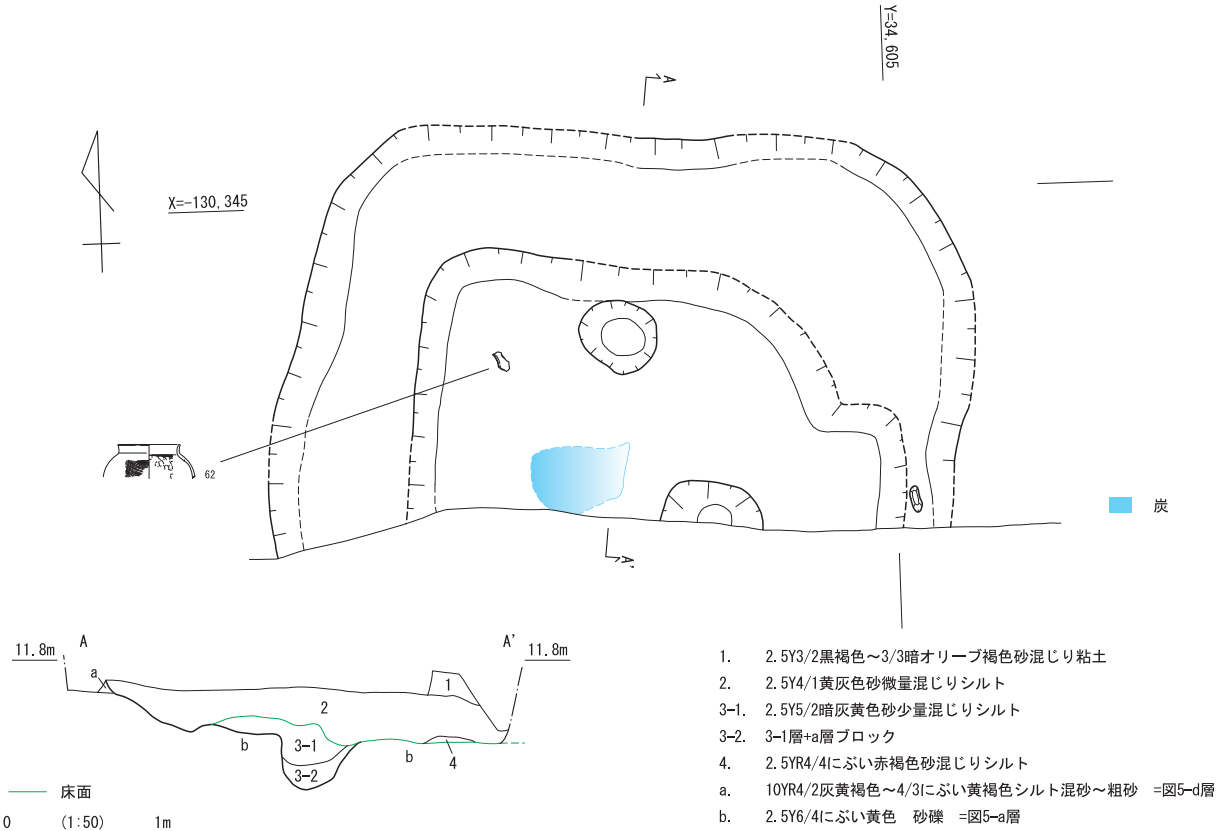 Y=34,605
A
X=-130,345
62
炭
A'
A
A'
11.8m
11.8m
a
1
2
3-1
b
b
4
3-2
床面
0 (1:50) 1m
1. 2.5Y3/2黒褐色～3/3暗オリーブ褐色砂混じり粘土
2. 2.5Y4/1黄灰色砂微量混じりシルト
3-1. 2.5Y5/2暗灰黄色砂少量混じりシルト
3-2. 3-1層+a層ブロック
4. 2.5YR4/4にぶい赤褐色砂混じりシルト
a. 10YR4/2灰黄褐色～4/3にぶい黄褐色シルト混砂～粗砂 =図5-d層
b. 2.5Y6/4にぶい黄色 砂礫 =図5-a層